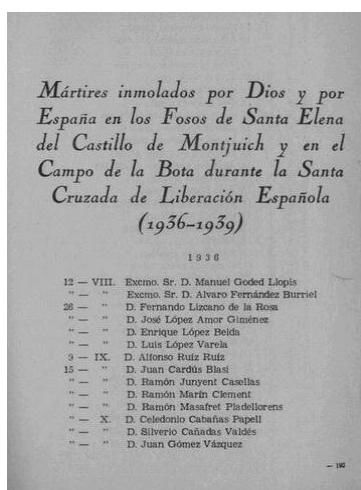 Mártires inmolados por Dios y por
España en los Fosos de Santa Elena
del Castillo de Montjuich y en el
Campo de la Bota durante la Santa
Cruzada de Liberación Española
(1936-1939)
1936
12 — VIII. Excmo. Sr. D. Manuel Goded Llopis
" — " Excmo. Sr. D. Alvaro Fernández Burriel
26 — " D. Fernando Lizcano de la Rosa
" — " D. José López Amor Giménez
" — " D. Enrique López Belda
" — " D. Luis López Varela
9 — IX. D. Alfonso Ruiz Ruiz
15 — " D. Juan Cardús Blasi
" — " D. Ramón Junyent Casellas
" — " D. Ramón Marín Clement
" — " D. Ramón Masafret Pladellorens
" — X. D. Celedonio Cabañas Papell
" — " D. Silverio Cañadas Valdés
" — " D. Juan Gómez Vázquez